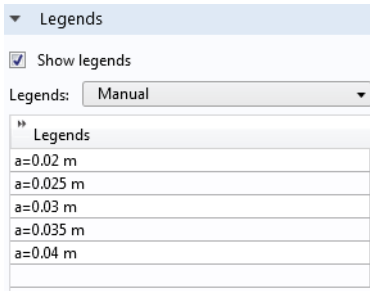 Legends
Show legends
Legends: Manual
Legends
a=0.02 m
a=0.025 m
a=0.03 m
a=0.035 m
a=0.04 m